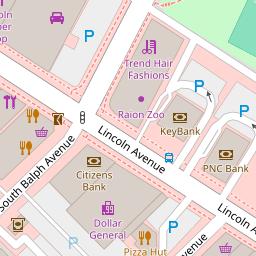 P
Trend Hair
Fashions
P
Raion Zoo
P
KeyBank
Lincoln Avenue
South Balph Avenue
Citizens
Bank
PNC Bank
Dollar
General
Lincoln A
P
Avenue
Pizza Hut
P